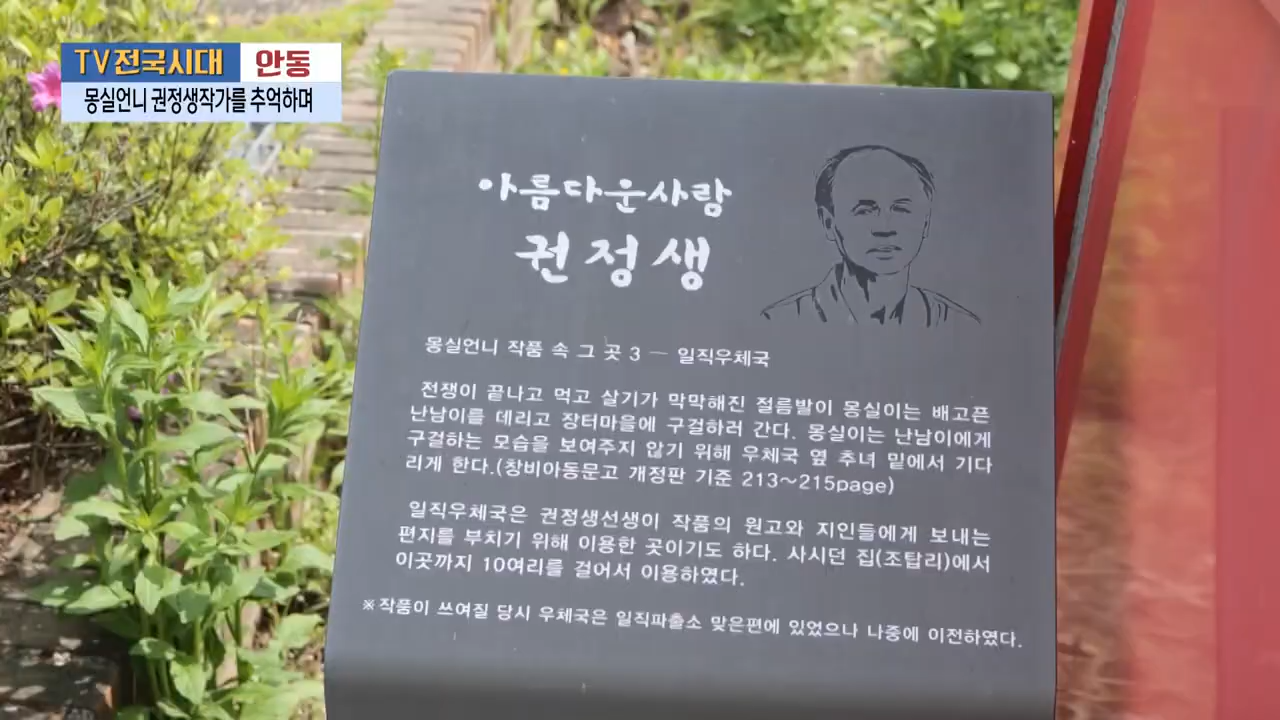 TV전국시대 안동
몽실언니 권정생작가를 추억하며
아름다운사람
권정생
몽실언니 작품 속 그 곳 3 — 일직우체국
전쟁이 끝나고 먹고 살기가 막막해진 절름발이 몽실이는 배고픈
난남이를 데리고 장터마을에 구걸하러 간다. 몽실이는 난남이에게
구걸하는 모습을 보여주지 않기 위해 우체국 옆 추녀 밑에서 기다
리게 한다.(창비아동문고 개정판 기준 213~215page)
일직우체국은 권정생선생이 작품의 원고와 지인들에게 보내는
편지를 부치기 위해 이용한 곳이기도 하다. 사시던 집(조탑리)에서
이곳까지 10여리를 걸어서 이용하였다.
※ 작품이 쓰여질 당시 우체국은 일직파출소 맞은편에 있었으나 나중에 이전하였다.